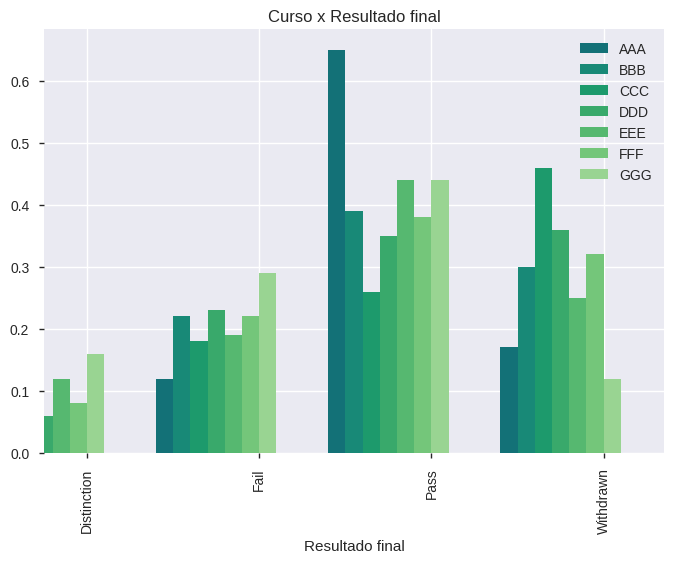 Curso x Resultado final
AAA
BBB
CCC
DDD
EEE
FFF
GGG
0.6
0.5
0.4
0.3
0.2
0.1
0.0
Distinction
Fail
Pass
Withdrawn
Resultado final